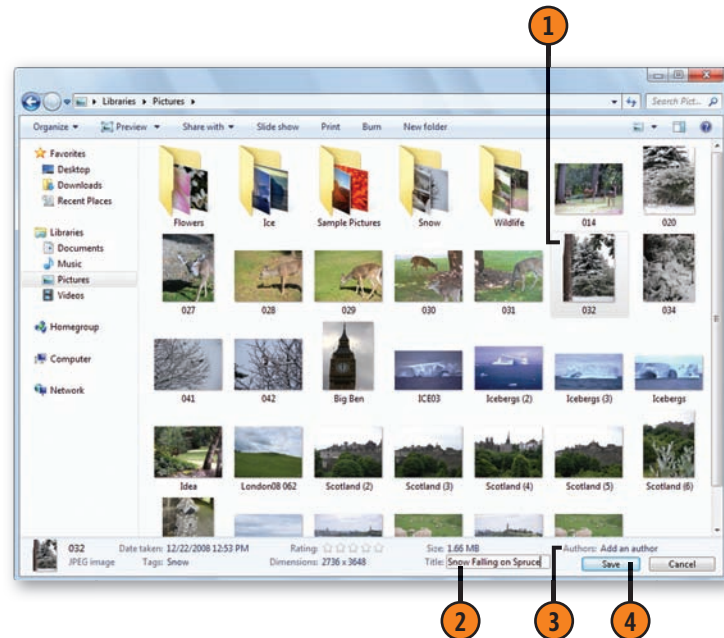 1
Libraries Pictures
Search Pict...
Organize Preview Share with Slide show Print Burn New folder
Favorites
Desktop
Downloads
Recent Places
Libraries
Documents
Music
Pictures
Videos
Homegroup
Computer
Network
Flowers Ice Sample Pictures Snow Wildlife 014 020
027 028 029 030 031 032 034
041 042 Big Ben ICE03 Icebergs (2) Icebergs (3) Icebergs
Idea London08 062 Scotland (2) Scotland (3) Scotland (4) Scotland (5) Scotland (6)
032 Date taken: 12/22/2008 12:53 PM Rating: Size: 1.66 MB Authors: Add an author
JPEG image Tags: Snow Dimensions: 2736 x 3648 Title: Snow Falling on Spruce Save Cancel
2 3 4